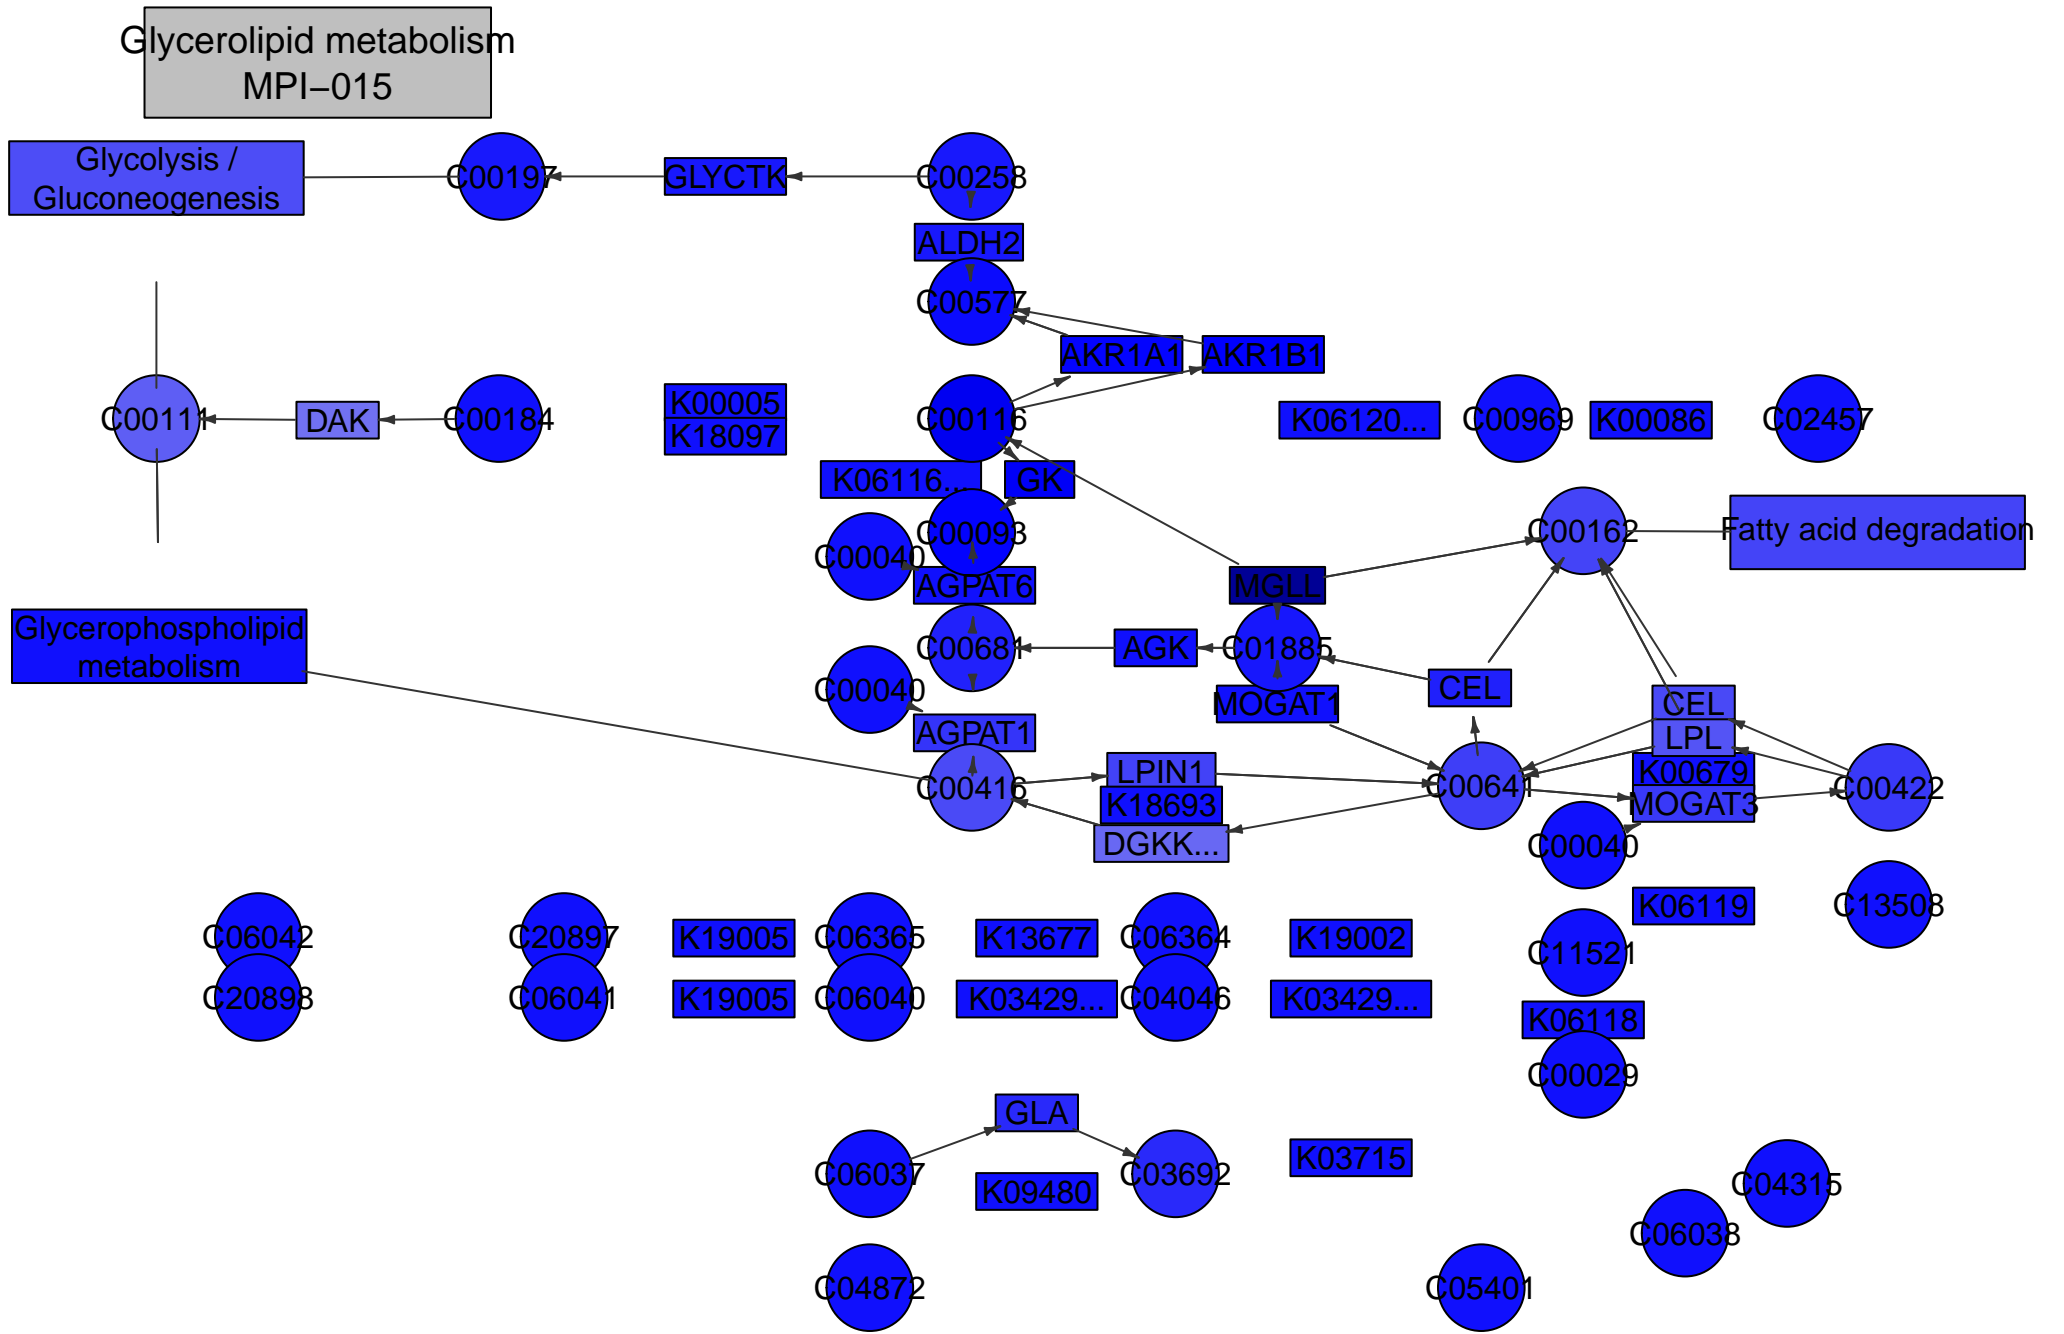 Glycerolipid metabolism
MPI−015
Glycolysis /
Gluconeogenesis
C00197
GLYCTK
C00258
ALDH2
C00577
AKR1A1
AKR1B1
C00111
DAK
C00184
K00005
K18097
C00116
K06120...
C00969
K00086
C02457
K06116...
GK
C00093
C00040
C00162
Fatty acid degradation
AGPAT6
MGLL
Glycerophospholipid
metabolism
C00681
AGK
C01885
C00040
MOGAT1
CEL
CEL
AGPAT1
LPL
C00416
LPIN1
K18693
DGKK...
C00641
K00679
MOGAT3
C00422
C00040
C06042
C20897
K19005
C06365
K13677
C06364
K19002
C11521
K06119
C13508
C20898
C06041
K19005
C06040
K03429...
C04046
K03429...
K06118
C00029
GLA
C06037
K09480
C03692
K03715
C04315
C06038
C04872
C05401